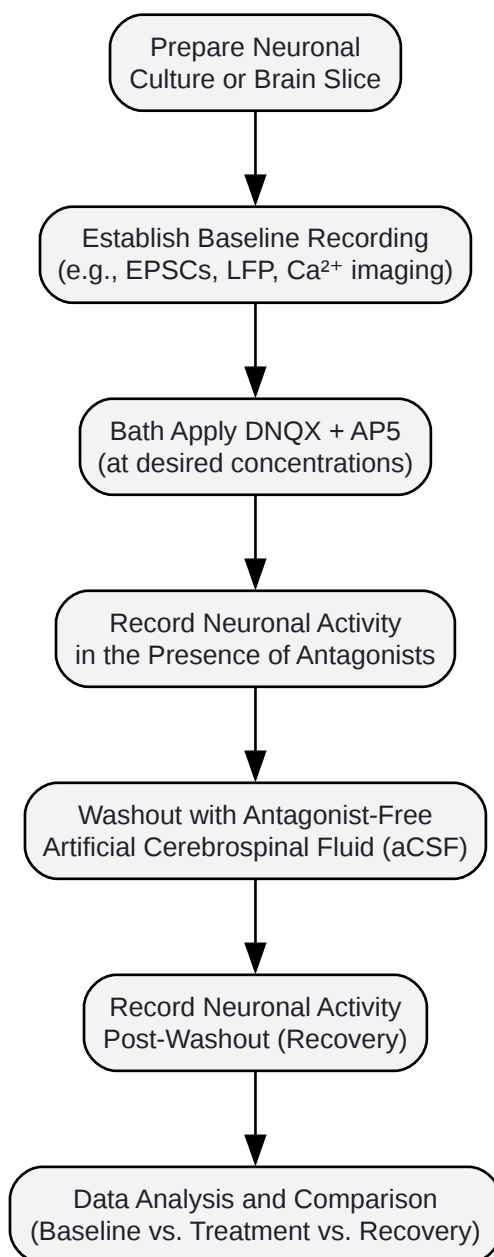 Prepare Neuronal
Culture or Brain Slice
Establish Baseline Recording
(e.g., EPSCs, LFP, Ca²⁺ imaging)
Bath Apply DNQX + AP5
(at desired concentrations)
Record Neuronal Activity
in the Presence of Antagonists
Washout with Antagonist-Free
Artificial Cerebrospinal Fluid (aCSF)
Record Neuronal Activity
Post-Washout (Recovery)
Data Analysis and Comparison
(Baseline vs. Treatment vs. Recovery)